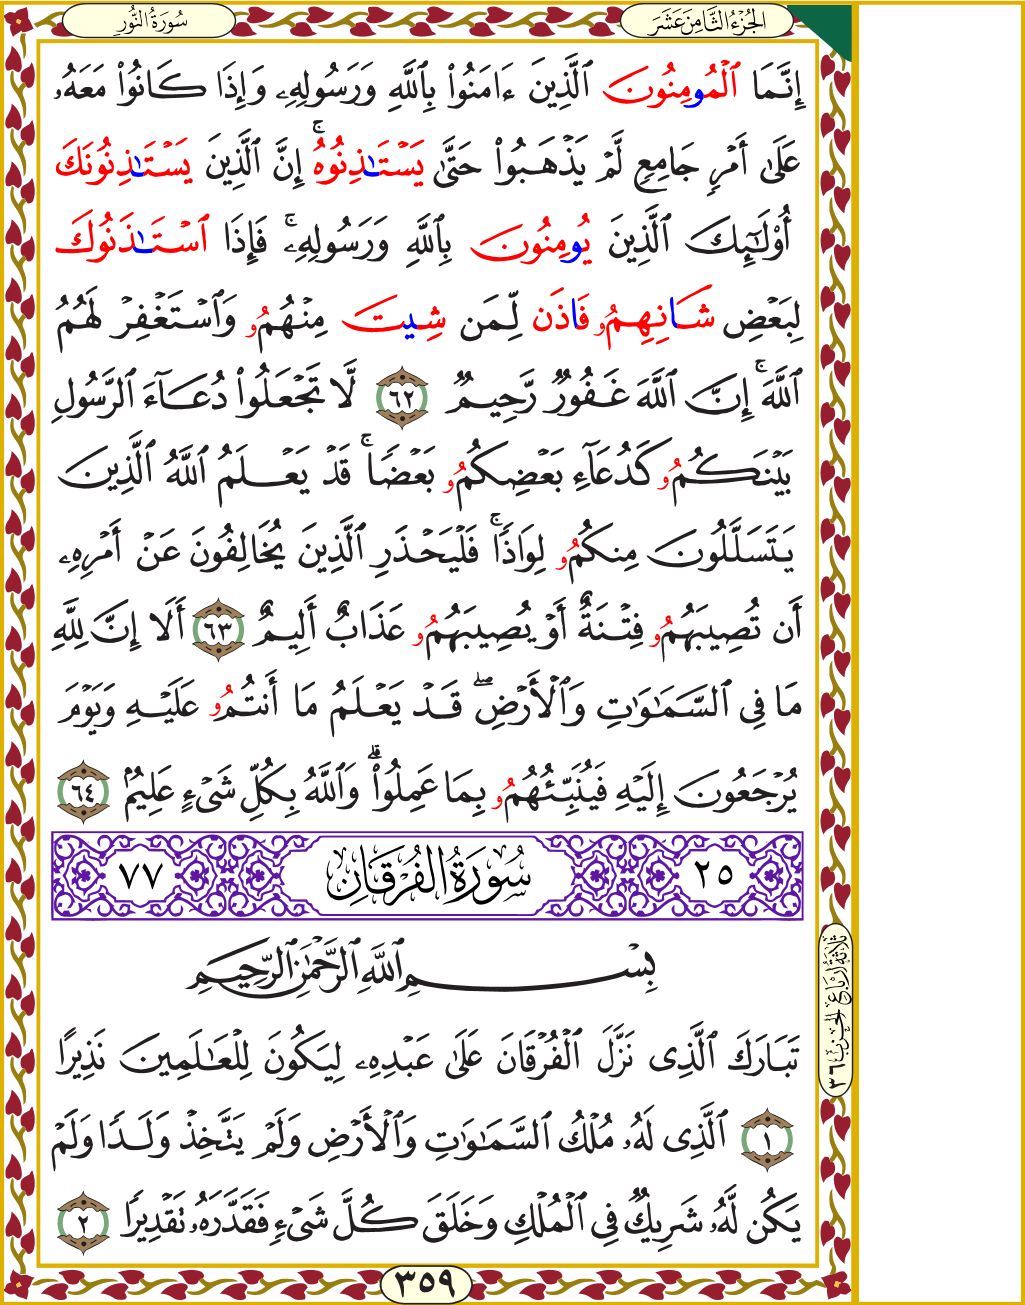 الجُزْءُ الثَّامِنَ عَشَرَ
سُورَةُ النُّورِ
إِنَّمَا ٱلْمُومِنُونَ ٱلَّذِينَ ءَامَنُوا۟ بِٱللَّهِ وَرَسُولِهِۦ وَإِذَا كَانُوا۟ مَعَهُۥ
عَلَىٰ أَمْرٍ جَامِعٍ لَّمْ يَذْهَبُوا۟ حَتَّىٰ يَسْتَـٰذِنُوهُ ۚ إِنَّ ٱلَّذِينَ يَسْتَـٰذِنُونَكَ
أُو۟لَـٰٓئِكَ ٱلَّذِينَ يُومِنُونَ بِٱللَّهِ وَرَسُولِهِۦ ۚ فَإِذَا ٱسْتَـٰذَنُوكَ
لِبَعْضِ شَانِهِمُۥ فَاذَن لِّمَن شِيتَ مِنْهُمُۥ وَٱسْتَغْفِرْ لَهُمُ
ٱللَّهَ ۚ إِنَّ ٱللَّهَ غَفُورٌ رَّحِيمٌ ٦٢ لَّا تَجْعَلُوا۟ دُعَآءَ ٱلرَّسُولِ
بَيْنَكُمُۥ كَدُعَآءِ بَعْضِكُمُۥ بَعْضًا ۚ قَدْ يَعْلَمُ ٱللَّهُ ٱلَّذِينَ
يَتَسَلَّلُونَ مِنكُمُۥ لِوَاذًا ۚ فَلْيَحْذَرِ ٱلَّذِينَ يُخَالِفُونَ عَنْ أَمْرِهِۦ
أَن تُصِيبَهُمُۥ فِتْنَةٌ أَوْ يُصِيبَهُمُۥ عَذَابٌ أَلِيمٌ ٦٣ أَلَا إِنَّ لِلَّهِ
مَا فِى ٱلسَّمَـٰوَٰتِ وَٱلْأَرْضِ ۖ قَدْ يَعْلَمُ مَا أَنتُمُۥ عَلَيْهِ وَيَوْمَ
يُرْجَعُونَ إِلَيْهِ فَيُنَبِّئُهُمُۥ بِمَا عَمِلُوا۟ ۗ وَٱللَّهُ بِكُلِّ شَىْءٍ عَلِيمٌۢ ٦٤
٢٥ سُورَةُ الفُرْقَانِ ٧٧
بِسْمِ ٱللَّهِ ٱلرَّحْمَـٰنِ ٱلرَّحِيمِ
تَبَارَكَ ٱلَّذِى نَزَّلَ ٱلْفُرْقَانَ عَلَىٰ عَبْدِهِۦ لِيَكُونَ لِلْعَـٰلَمِينَ نَذِيرًا
١ ٱلَّذِى لَهُۥ مُلْكُ ٱلسَّمَـٰوَٰتِ وَٱلْأَرْضِ وَلَمْ يَتَّخِذْ وَلَدًا وَلَمْ
يَكُن لَّهُۥ شَرِيكٌ فِى ٱلْمُلْكِ وَخَلَقَ كُلَّ شَىْءٍ فَقَدَّرَهُۥ تَقْدِيرًا ٢
ثلاثة أرباع الحزب ٣٦
٣٥٩